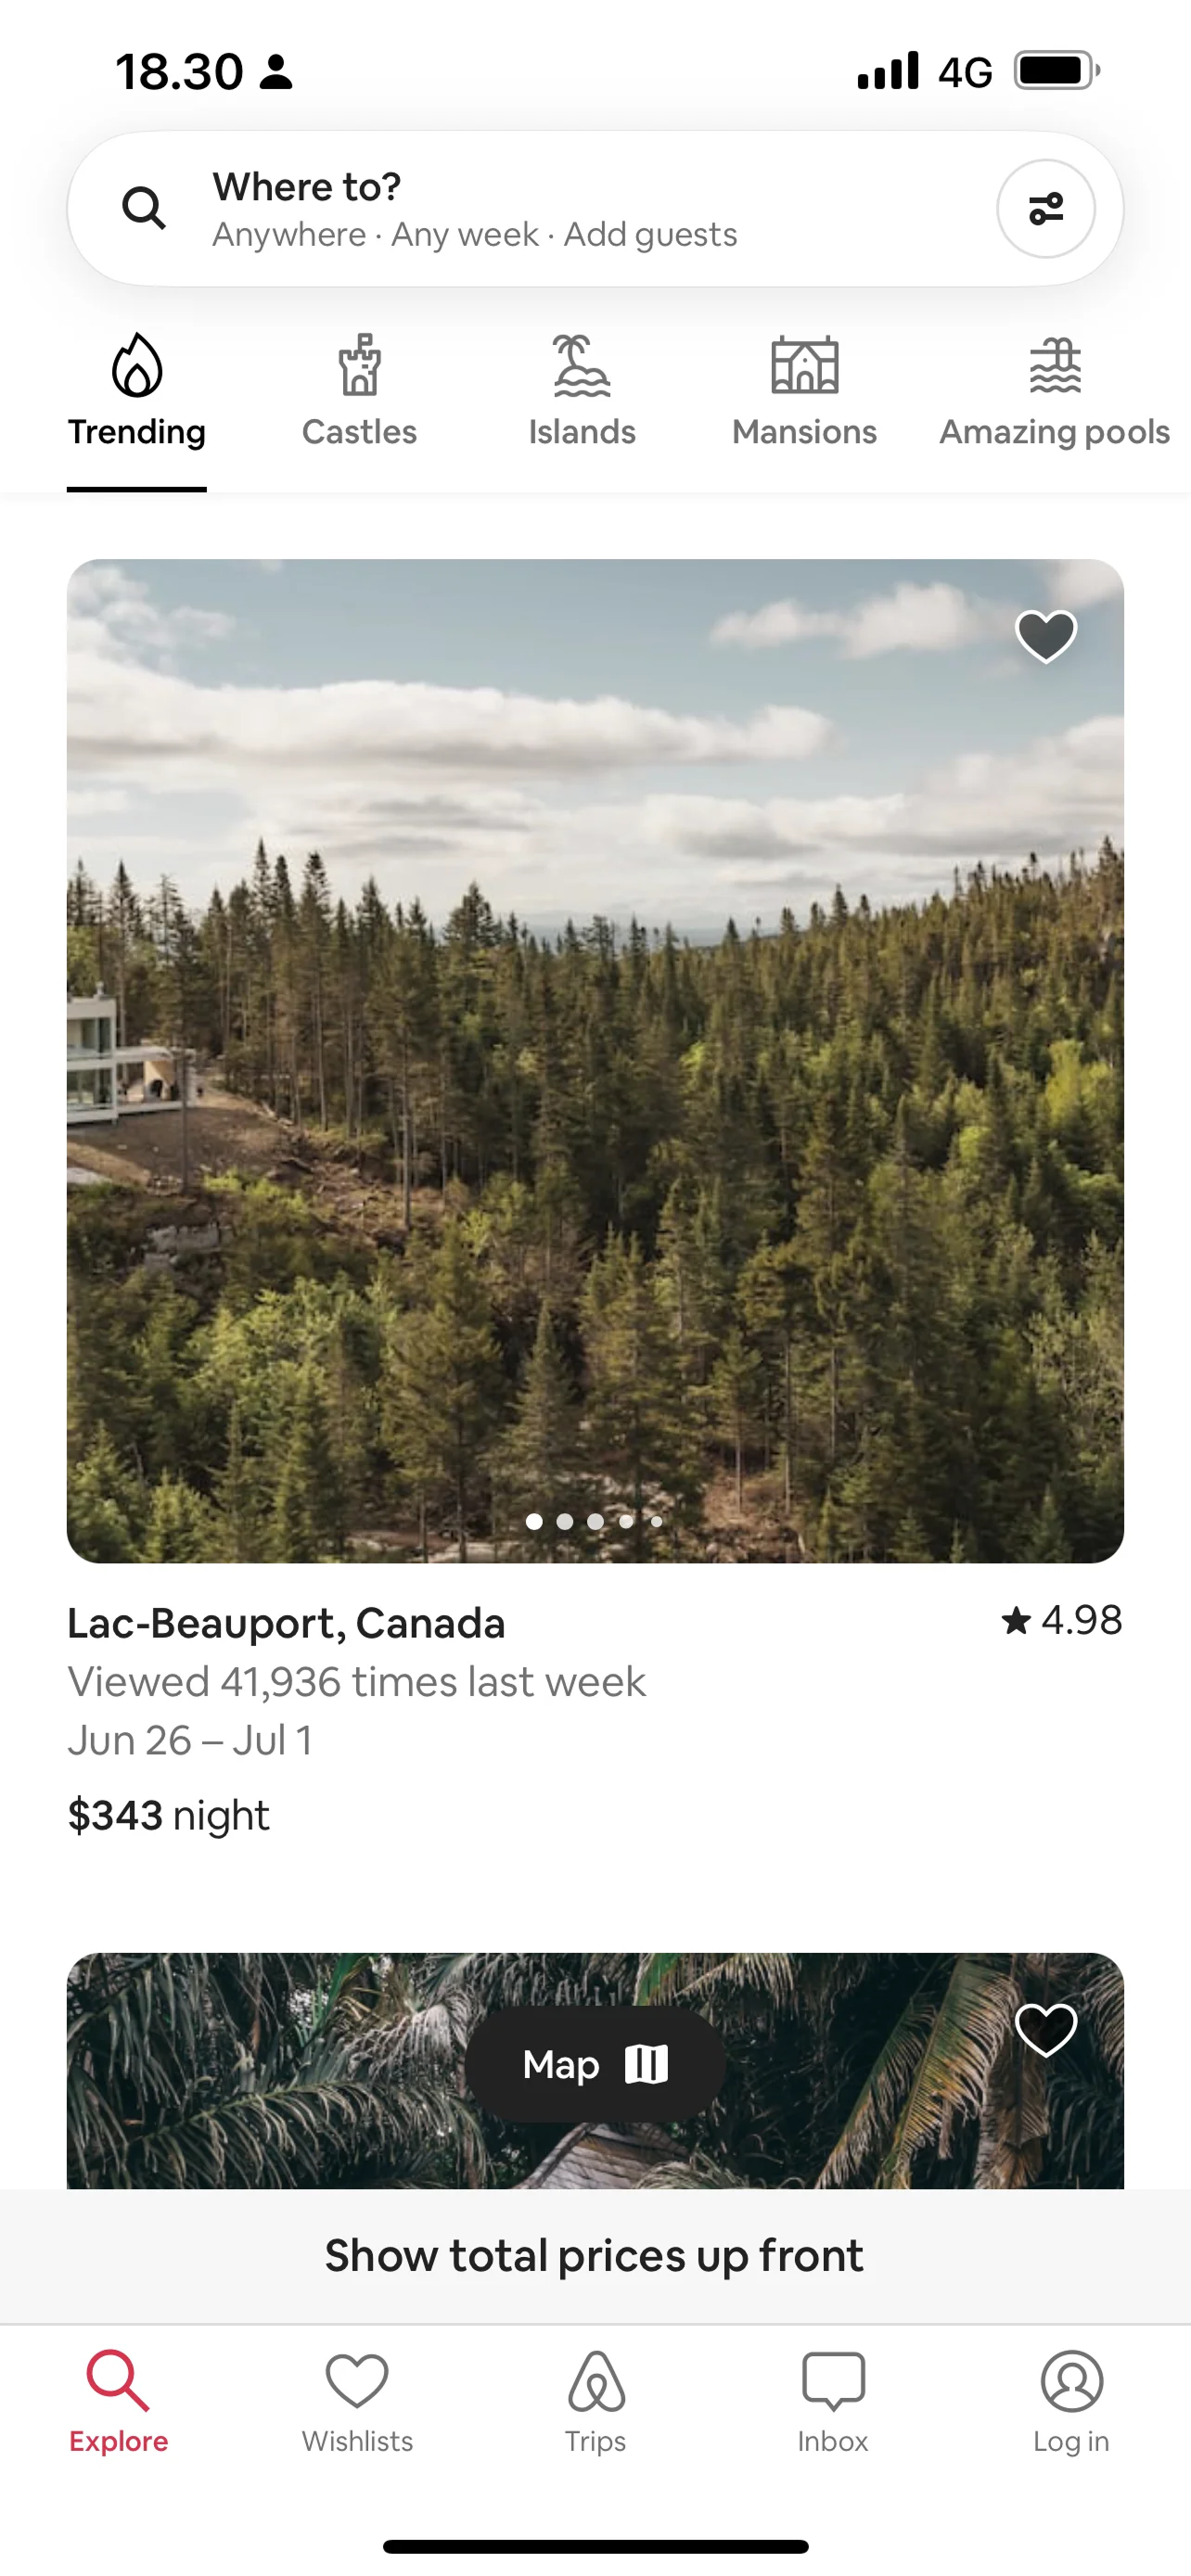 18.30
4G
Where to?
Anywhere · Any week · Add guests
Trending
Castles
Islands
Mansions
Amazing pools
Lac-Beauport, Canada
★ 4.98
Viewed 41,936 times last week
Jun 26 – Jul 1
$343 night
Map
Show total prices up front
Explore
Wishlists
Trips
Inbox
Log in